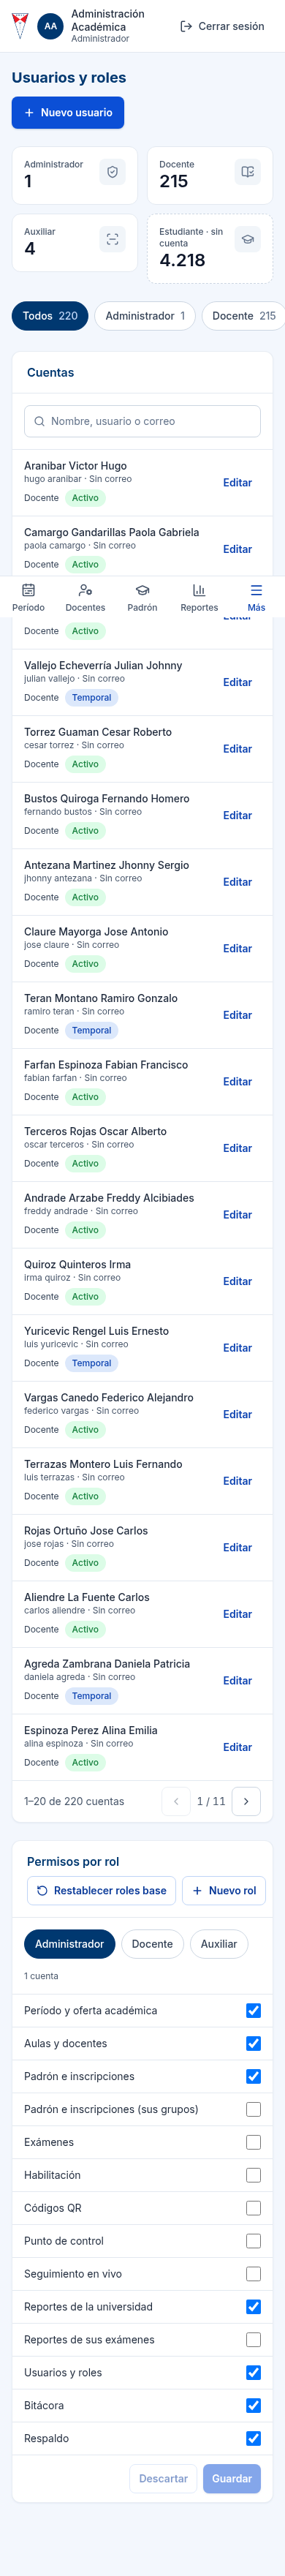 AA
Administración
Académica
Administrador
Cerrar sesión
Usuarios y roles
Nuevo usuario
Administrador
1
Docente
215
Auxiliar
4
Estudiante · sin
cuenta
4.218
Todos 220
Administrador 1
Docente 215
Cuentas
Nombre, usuario o correo
Aranibar Victor Hugo
hugo aranibar · Sin correo
Docente Activo
Editar
Camargo Gandarillas Paola Gabriela
paola camargo · Sin correo
Docente Activo
Editar
Período
Docentes
Padrón
Reportes
Más
Docente Activo
Vallejo Echeverría Julian Johnny
julian vallejo · Sin correo
Docente Temporal
Editar
Torrez Guaman Cesar Roberto
cesar torrez · Sin correo
Docente Activo
Editar
Bustos Quiroga Fernando Homero
fernando bustos · Sin correo
Docente Activo
Editar
Antezana Martinez Jhonny Sergio
jhonny antezana · Sin correo
Docente Activo
Editar
Claure Mayorga Jose Antonio
jose claure · Sin correo
Docente Activo
Editar
Teran Montano Ramiro Gonzalo
ramiro teran · Sin correo
Docente Temporal
Editar
Farfan Espinoza Fabian Francisco
fabian farfan · Sin correo
Docente Activo
Editar
Terceros Rojas Oscar Alberto
oscar terceros · Sin correo
Docente Activo
Editar
Andrade Arzabe Freddy Alcibiades
freddy andrade · Sin correo
Docente Activo
Editar
Quiroz Quinteros Irma
irma quiroz · Sin correo
Docente Activo
Editar
Yuricevic Rengel Luis Ernesto
luis yuricevic · Sin correo
Docente Temporal
Editar
Vargas Canedo Federico Alejandro
federico vargas · Sin correo
Docente Activo
Editar
Terrazas Montero Luis Fernando
luis terrazas · Sin correo
Docente Activo
Editar
Rojas Ortuño Jose Carlos
jose rojas · Sin correo
Docente Activo
Editar
Aliendre La Fuente Carlos
carlos aliendre · Sin correo
Docente Activo
Editar
Agreda Zambrana Daniela Patricia
daniela agreda · Sin correo
Docente Temporal
Editar
Espinoza Perez Alina Emilia
alina espinoza · Sin correo
Docente Activo
Editar
1–20 de 220 cuentas
1 / 11
Permisos por rol
Restablecer roles base
Nuevo rol
Administrador
Docente
Auxiliar
1 cuenta
Período y oferta académica
Aulas y docentes
Padrón e inscripciones
Padrón e inscripciones (sus grupos)
Exámenes
Habilitación
Códigos QR
Punto de control
Seguimiento en vivo
Reportes de la universidad
Reportes de sus exámenes
Usuarios y roles
Bitácora
Respaldo
Descartar
Guardar